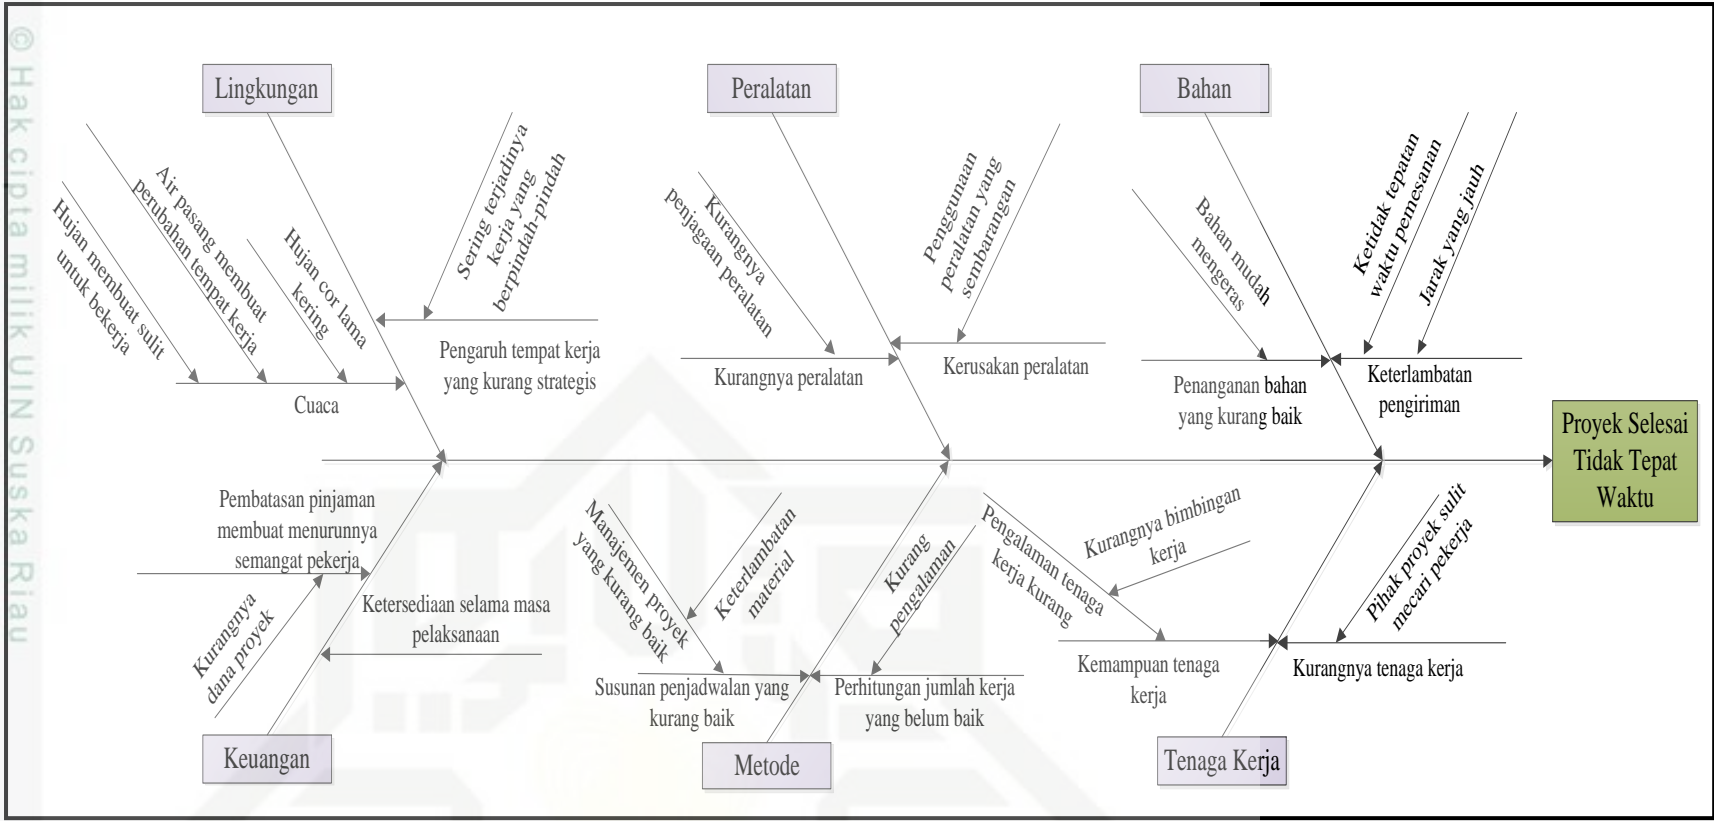 © Hak cipta milik UIN Suska Riau
Lingkungan
Peralatan
Bahan
Hujan membuat sulit
untuk bekerja
Air pasang membuat
perubahan tempat kerja
Hujan cor lama
kering
Sering terjadinya
kerja yang
berpindah-pindah
Cuaca
Pengaruh tempat kerja
yang kurang strategis
Kurangnya
penjagaan peralatan
Penggunaan
peralatan yang
sembarangan
Kurangnya peralatan
Kerusakan peralatan
Bahan mudah
mengeras
Ketidak tepatan
waktu pemesanan
Jarak yang jauh
Penanganan bahan
yang kurang baik
Keterlambatan
pengiriman
Proyek Selesai
Tidak Tepat
Waktu
Pembatasan pinjaman
membuat menurunnya
semangat pekerja
Kurangnya
dana proyek
Ketersediaan selama masa
pelaksanaan
Manajemen proyek
yang kurang baik
Keterlambatan
material
Kurang
pengalaman
Susunan penjadwalan yang
kurang baik
Perhitungan jumlah kerja
yang belum baik
Pengalaman tenaga
kerja kurang
Kurangnya bimbingan
kerja
Pihak proyek sulit
mecari pekerja
Kemampuan tenaga
kerja
Kurangnya tenaga kerja
Keuangan
Metode
Tenaga Kerja